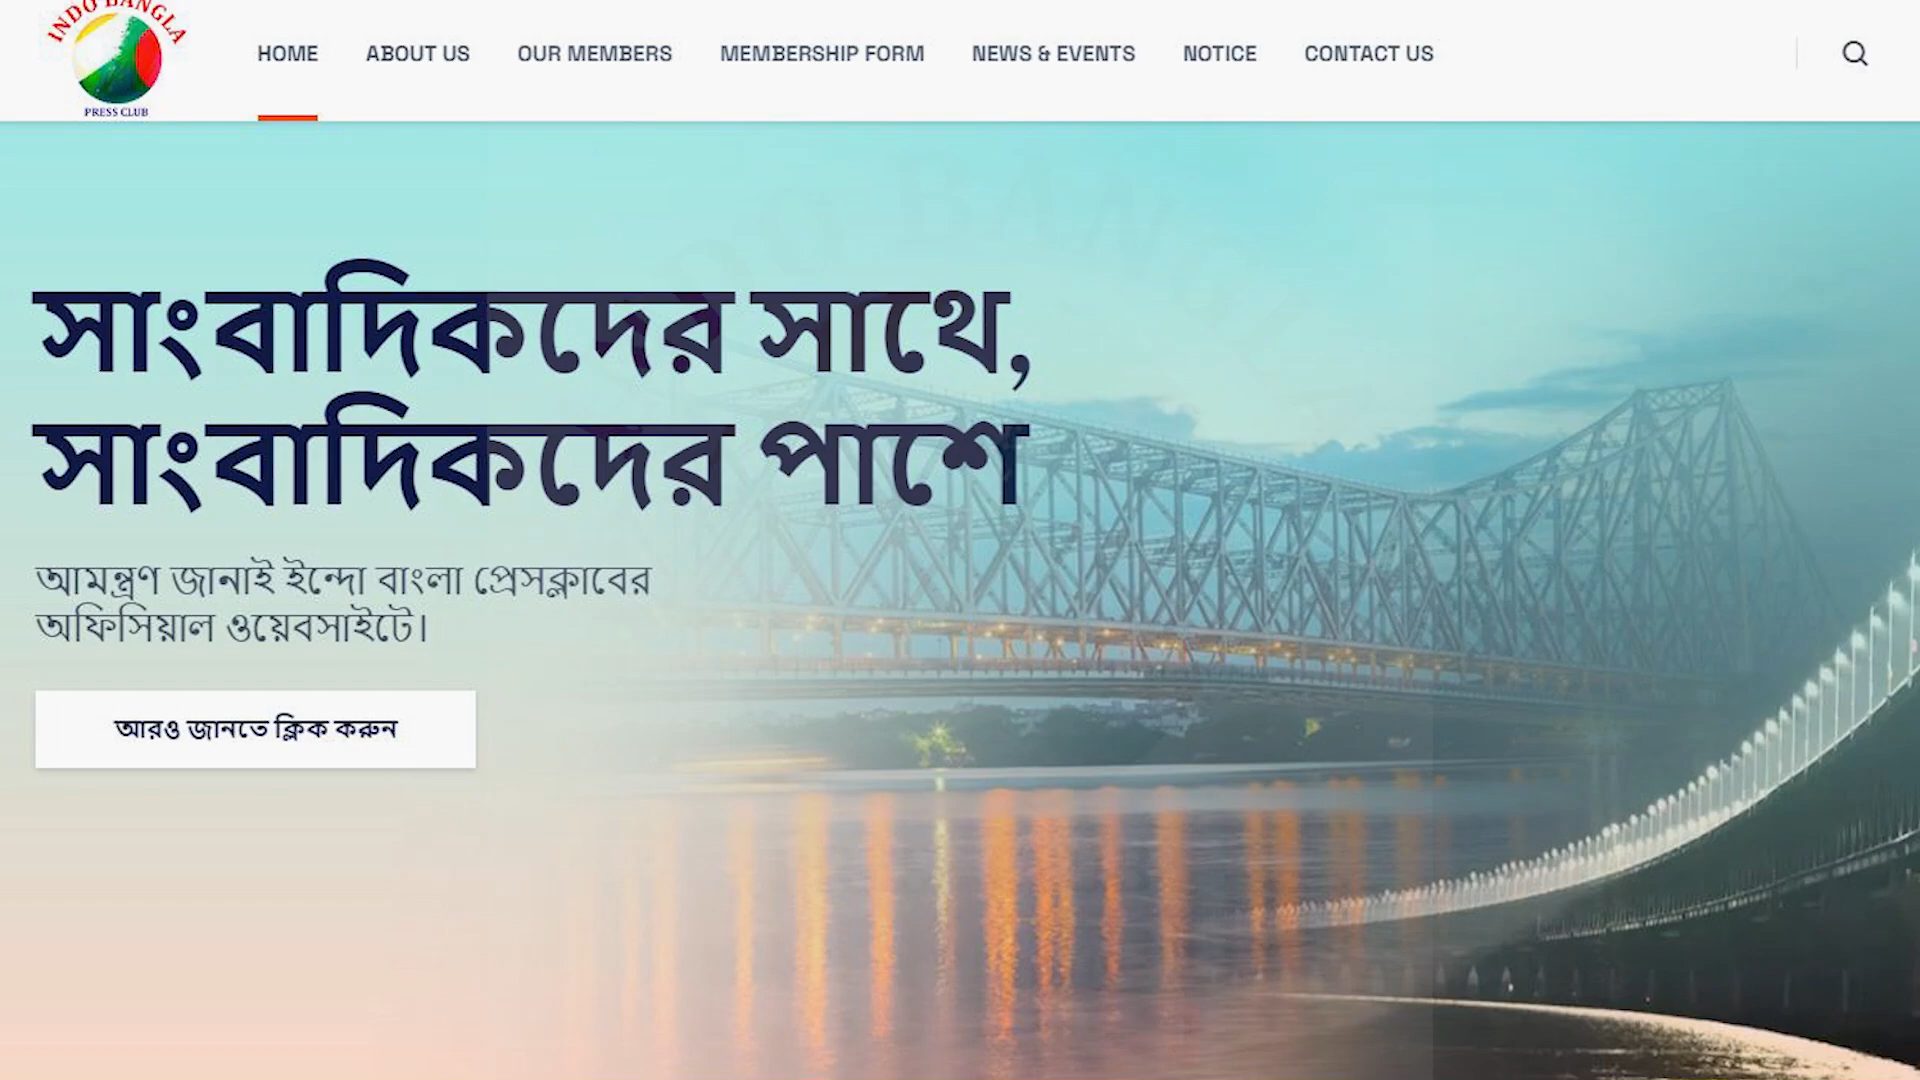 INDO BANGLA
PRESS CLUB
HOME ABOUT US OUR MEMBERS MEMBERSHIP FORM NEWS & EVENTS NOTICE CONTACT US
সাংবাদিকদের সাথে,
সাংবাদিকদের পাশে
আমন্ত্রণ জানাই ইন্দো বাংলা প্রেসক্লাবের
অফিসিয়াল ওয়েবসাইটে।
আরও জানতে ক্লিক করুন